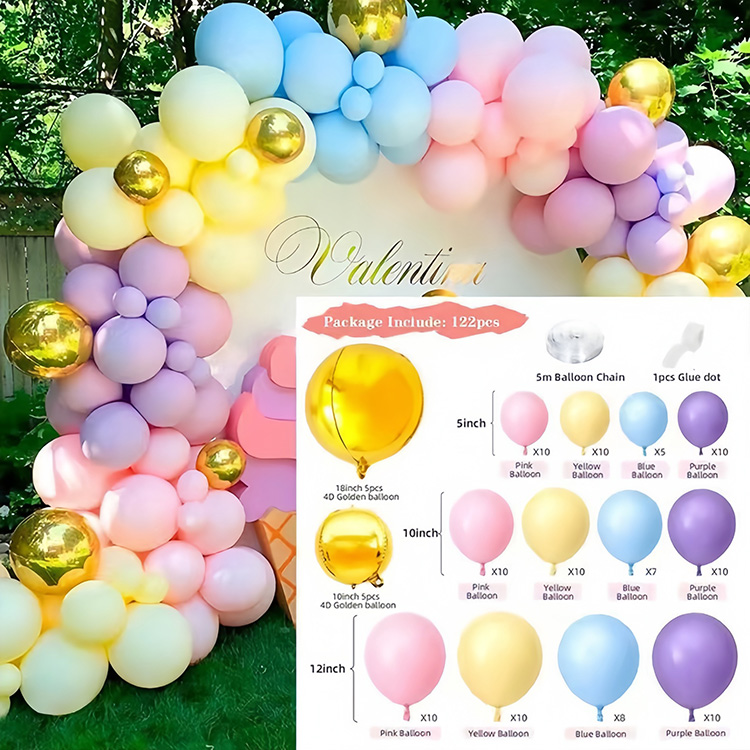 Valentina
Package Include: 122pcs
5m Balloon Chain
1pcs Glue dot
18inch 5pcs
4D Golden balloon
5inch
X10
X10
X5
X10
Pink
Balloon
Yellow
Balloon
Blue
Balloon
Purple
Balloon
10inch 5pcs
4D Golden balloon
10inch
X10
X10
X7
X10
Pink
Balloon
Yellow
Balloon
Blue
Balloon
Purple
Balloon
12inch
X10
X10
X8
X10
Pink Balloon
Yellow Balloon
Blue Balloon
Purple Balloon